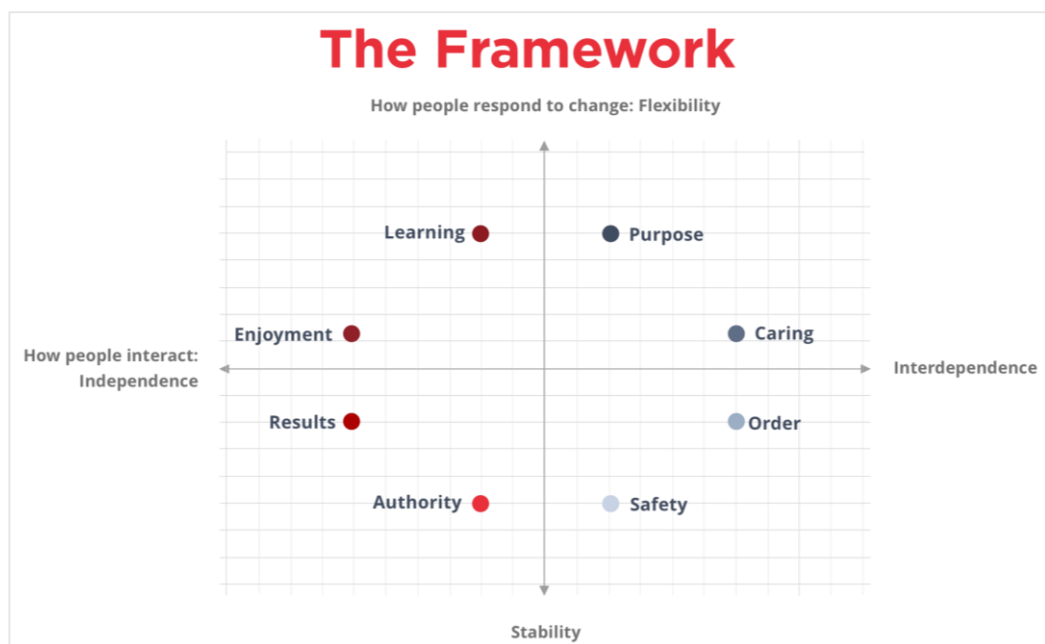 The Framework
How people respond to change: Flexibility
Learning
Purpose
Enjoyment
Caring
How people interact:
Independence
Interdependence
Results
Order
Authority
Safety
Stability